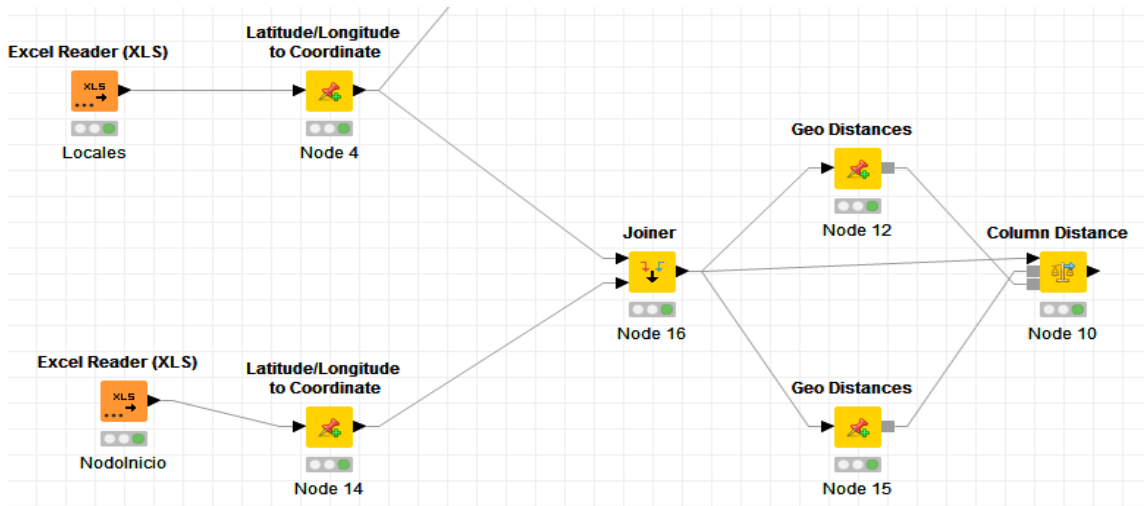 Latitude/Longitude
to Coordinate
Excel Reader (XLS)
XLS
Locales
Node 4
Geo Distances
Node 12
Joiner
Column Distance
Node 16
Node 10
Excel Reader (XLS)
XLS
NodoInicio
Latitude/Longitude
to Coordinate
Node 14
Geo Distances
Node 15